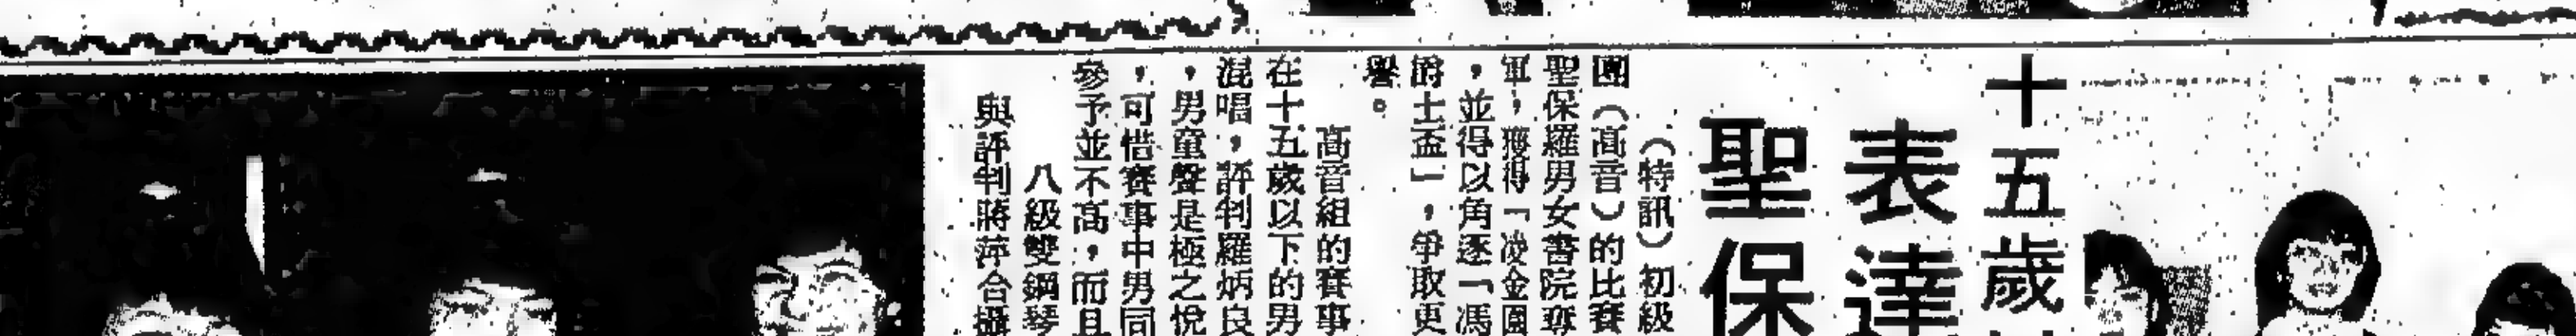 十五歲
表達
聖保
（特訊）初級
團（高音）的比賽
聖保羅男女書院奪
軍，獲得「凌金園
，並得以角逐「馮
爵士盃」，爭取更
譽。
高音組的賽事
在十五歲以下的男
混唱，評判羅炳良
，男童聲是極之悅
，可惜賽事中男同
參予並不高，而且
八級雙鋼琴
與評判蔣萍合攝